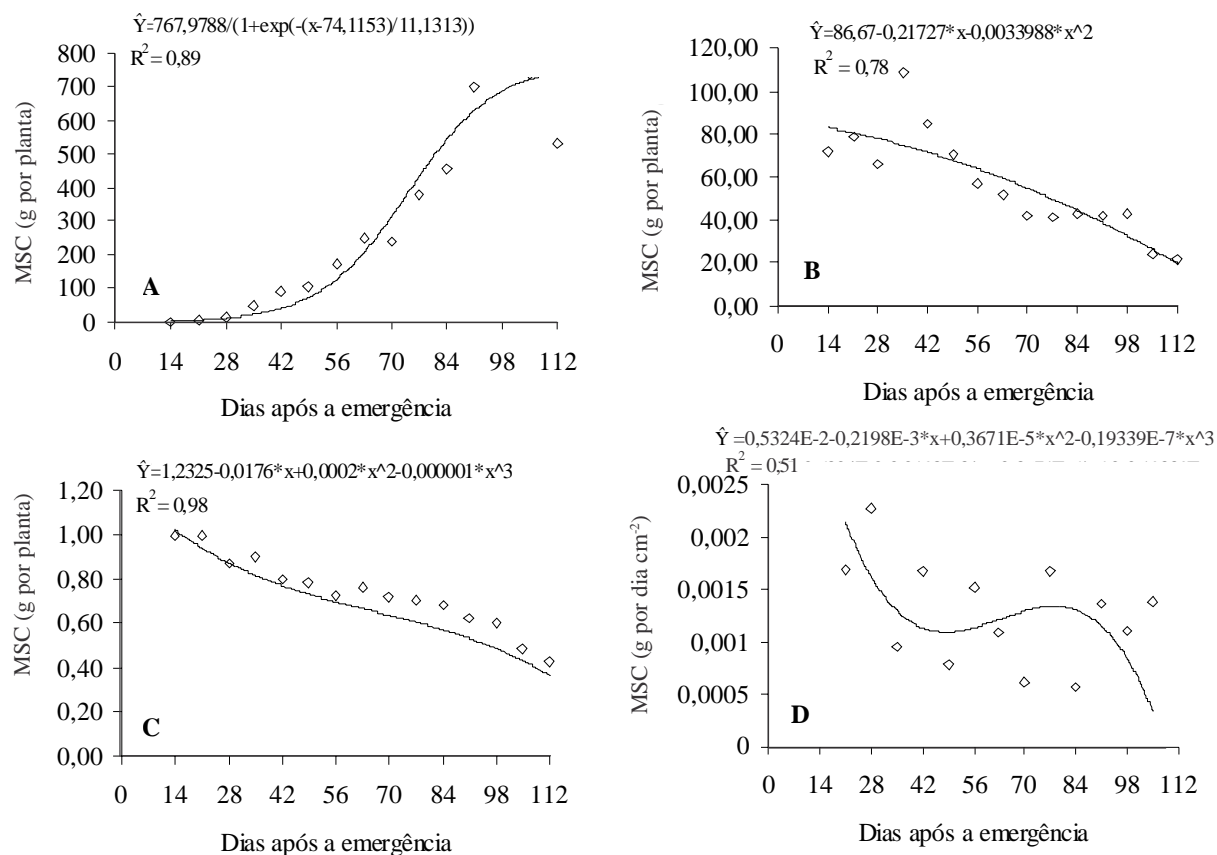 Ŷ=767,9788/(1+exp(-(x-74,1153)/11,1313))
R² = 0,89
800
700
600
500
400
300
200
100
0
MSC (g por planta)
A
0 14 28 42 56 70 84 98 112
Dias após a emergência
Ŷ=86,67-0,21727*x-0,0033988*x^2
R² = 0,78
120,00
100,00
80,00
60,00
40,00
20,00
0,00
MSC (g por planta)
B
0 14 28 42 56 70 84 98 112
Dias após a emergência
Ŷ=1,2325-0,0176*x+0,0002*x^2-0,000001*x^3
R² = 0,98
1,20
1,00
0,80
0,60
0,40
0,20
0,00
MSC (g por planta)
C
0 14 28 42 56 70 84 98 112
Dias após a emergência
Ŷ =0,5324E-2-0,2198E-3*x+0,3671E-5*x^2-0,19339E-7*x^3
R² = 0,51
0,0025
0,002
0,0015
0,001
0,0005
0
MSC (g por dia cm⁻²)
D
0 14 28 42 56 70 84 98 112
Dias após a emergência